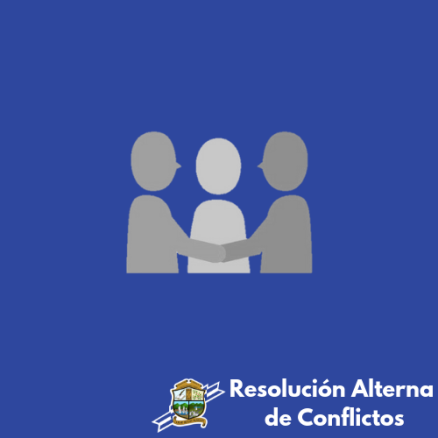 Resolución Alterna
de Conflictos